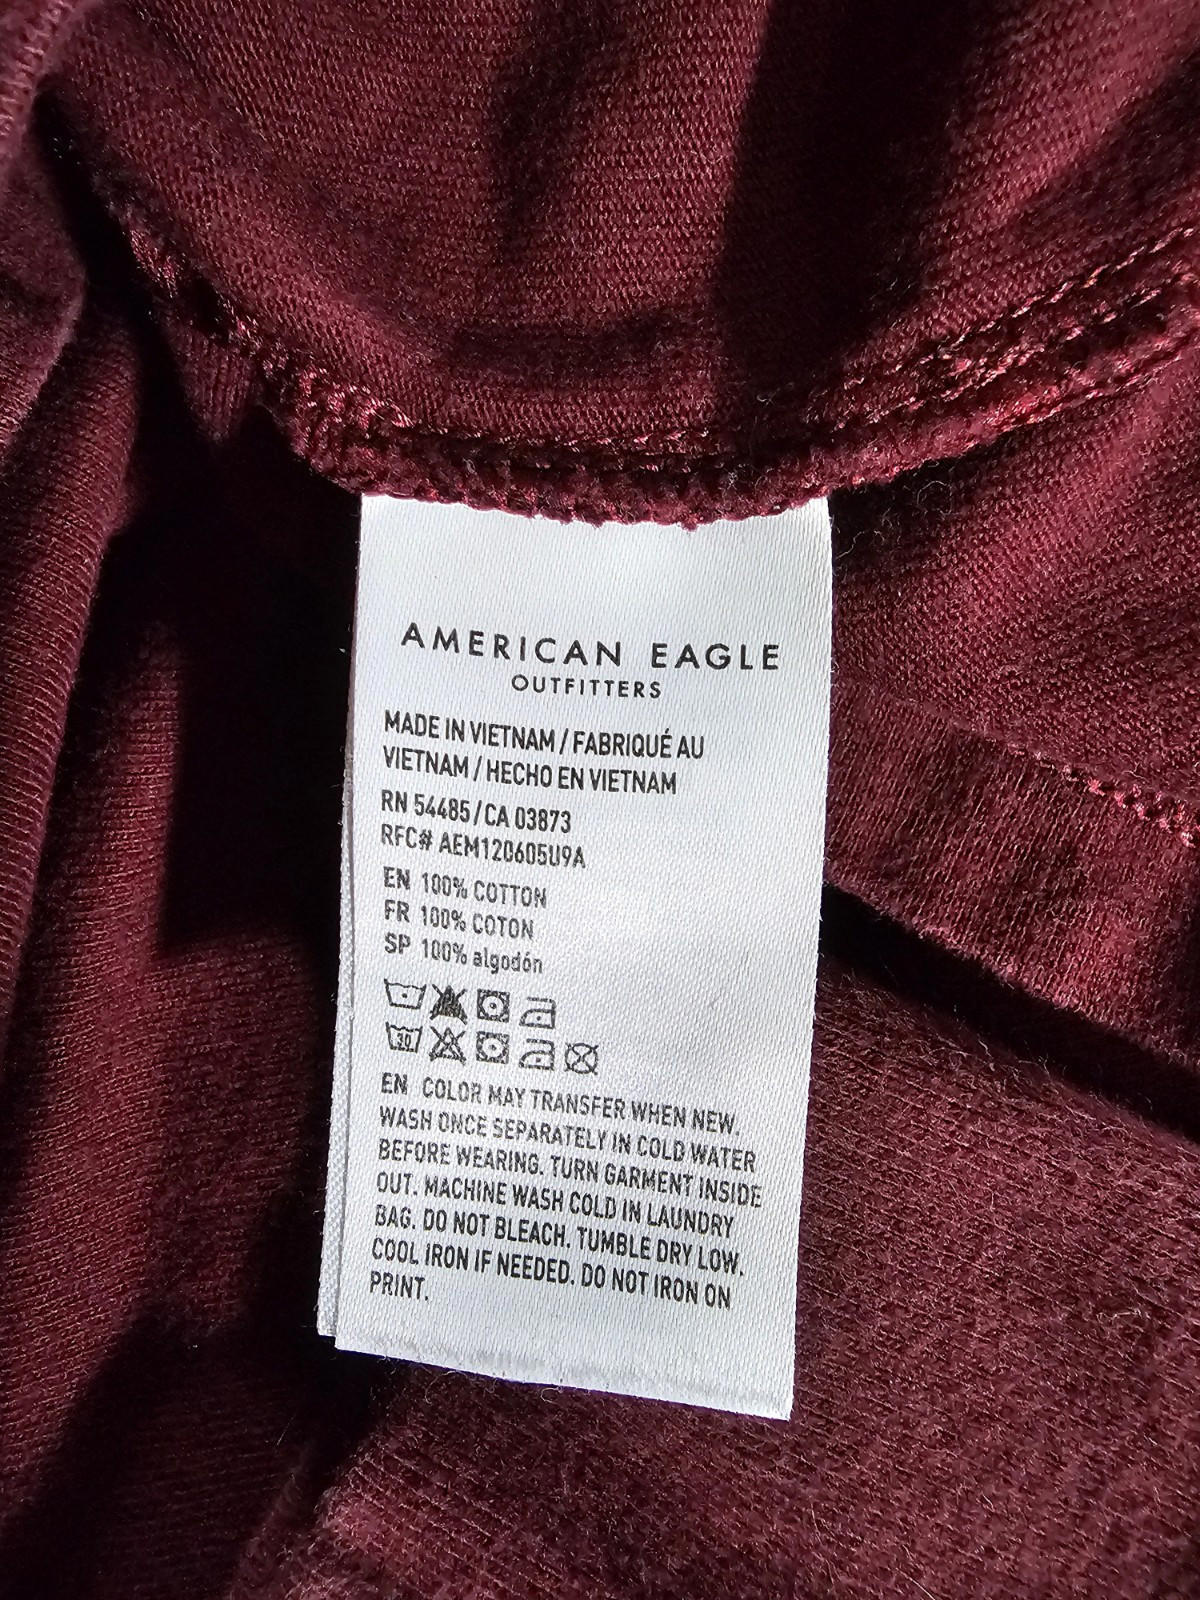 AMERICAN EAGLE
OUTFITTERS
MADE IN VIETNAM / FABRIQUÉ AU
VIETNAM / HECHO EN VIETNAM
RN 54485 / CA 03873
RFC# AEM120605U9A
EN 100% COTTON
FR 100% COTON
SP 100% algodón
30
EN COLOR MAY TRANSFER WHEN NEW.
WASH ONCE SEPARATELY IN COLD WATER
BEFORE WEARING. TURN GARMENT INSIDE
OUT. MACHINE WASH COLD IN LAUNDRY
BAG. DO NOT BLEACH. TUMBLE DRY LOW.
COOL IRON IF NEEDED. DO NOT IRON ON
PRINT.